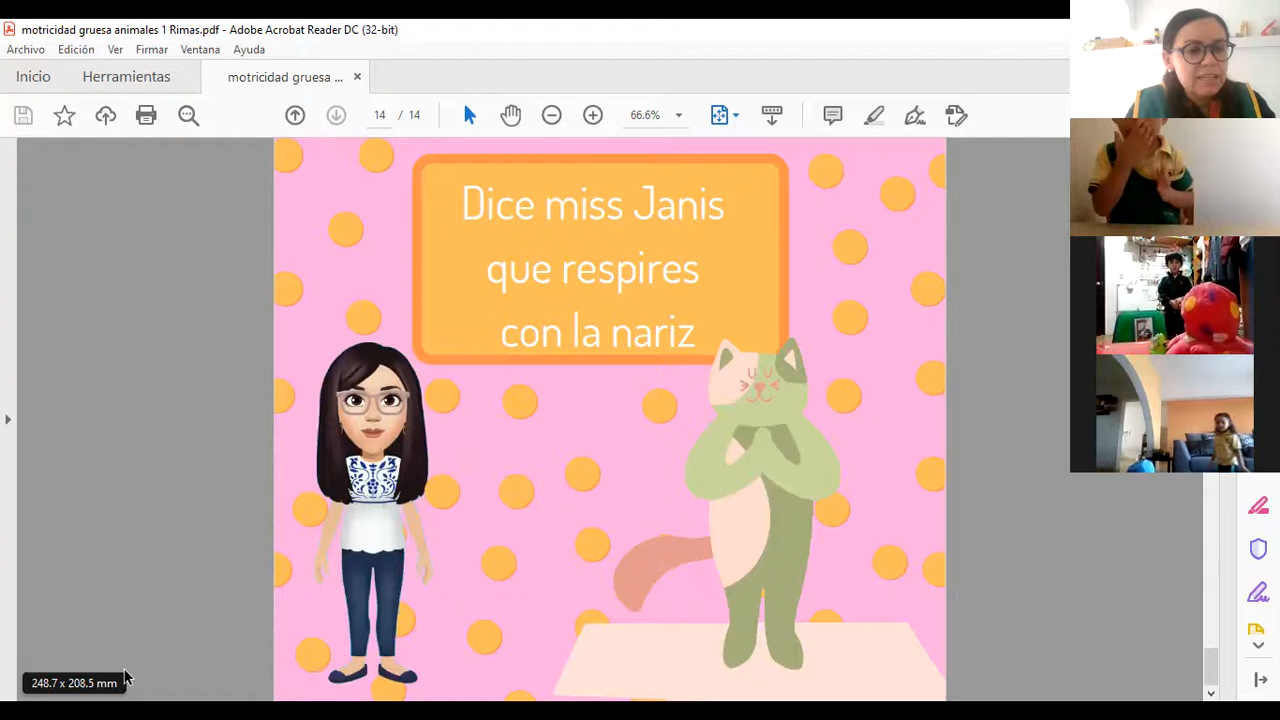 motricidad gruesa animales 1 Rimas.pdf - Adobe Acrobat Reader DC (32-bit)
Archivo Edición Ver Firmar Ventana Ayuda
Inicio Herramientas motricidad gruesa ... ×
14 / 14 66.6%
Dice miss Janis
que respires
con la nariz
248.7 x 208.5 mm